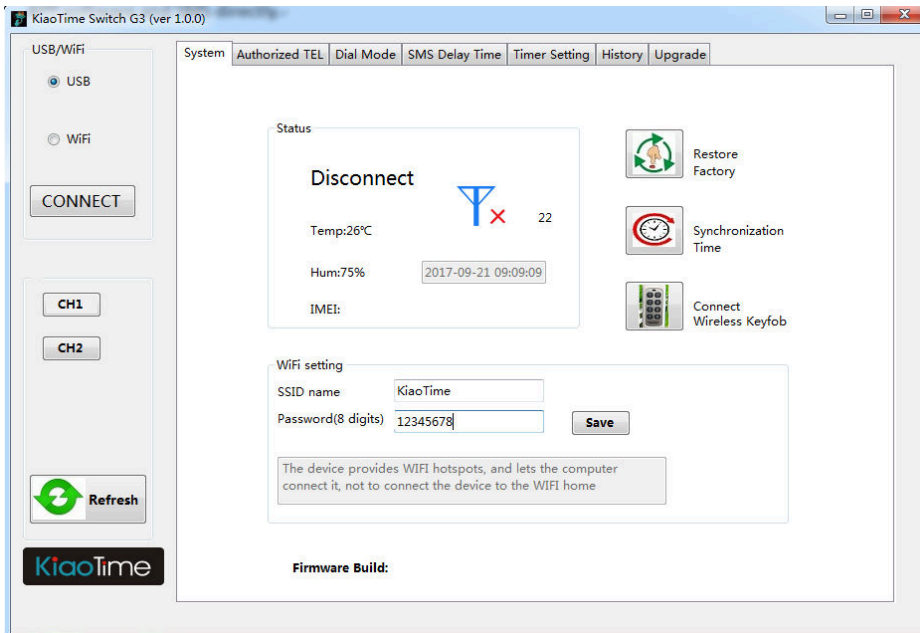 directly.
KiaoTime Switch G3 (ver 1.0.0)
USB/WiFi
USB
WiFi
CONNECT
CH1
CH2
Refresh
KiaoTime
System Authorized TEL Dial Mode SMS Delay Time Timer Setting History Upgrade
Status
Disconnect
22
Temp:26℃
Hum:75%
2017-09-21 09:09:09
IMEI:
Restore
Factory
Synchronization
Time
Connect
Wireless Keyfob
WiFi setting
SSID name KiaoTime
Password(8 digits) 12345678
Save
The device provides WIFI hotspots, and lets the computer
connect it, not to connect the device to the WIFI home
Firmware Build: